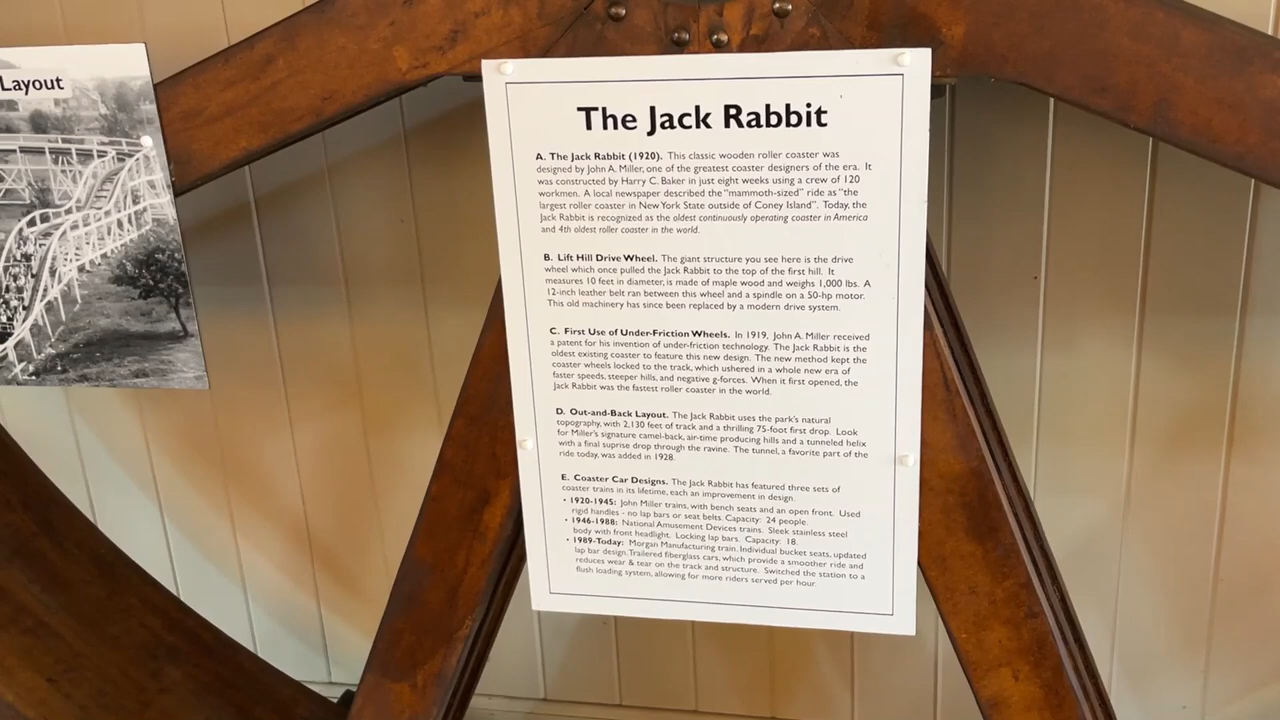 Layout
The Jack Rabbit
A. The Jack Rabbit (1920). This classic wooden roller coaster was
designed by John A. Miller, one of the greatest coaster designers of the era. It
was constructed by Harry C. Baker in just eight weeks using a crew of 120
workmen. A local newspaper described the "mammoth-sized" ride as "the
largest roller coaster in New York State outside of Coney Island". Today, the
Jack Rabbit is recognized as the oldest continuously operating coaster in America
and 4th oldest roller coaster in the world.
B. Lift Hill Drive Wheel. The giant structure you see here is the drive
wheel which once pulled the Jack Rabbit to the top of the first hill. It
measures 10 feet in diameter, is made of maple wood and weighs 1,000 lbs. A
12-inch leather belt ran between this wheel and a spindle on a 50-hp motor.
This old machinery has since been replaced by a modern drive system.
C. First Use of Under-Friction Wheels. In 1919, John A. Miller received
a patent for his invention of under-friction technology. The Jack Rabbit is the
oldest existing coaster to feature this new design. The new method kept the
coaster wheels locked to the track, which ushered in a whole new era of
faster speeds, steeper hills, and negative g-forces. When it first opened, the
Jack Rabbit was the fastest roller coaster in the world.
D. Out-and-Back Layout. The Jack Rabbit uses the park's natural
topography, with 2,130 feet of track and a thrilling 75-foot first drop. Look
for Miller's signature camel-back, air-time producing hills and a tunneled helix
with a final suprise drop through the ravine. The tunnel, a favorite part of the
ride today, was added in 1928.
E. Coaster Car Designs. The Jack Rabbit has featured three sets of
coaster trains in its lifetime, each an improvement in design.
• 1920-1945: John Miller trains, with bench seats and an open front. Used
rigid handles - no lap bars or seat belts. Capacity: 24 people.
• 1946-1988: National Amusement Devices trains. Sleek stainless steel
body with front headlight. Locking lap bars. Capacity: 18.
• 1989-Today: Morgan Manufacturing train. Individual bucket seats, updated
lap bar design. Trailered fiberglass cars, which provide a smoother ride and
reduces wear & tear on the track and structure. Switched the station to a
flush loading system, allowing for more riders served per hour.